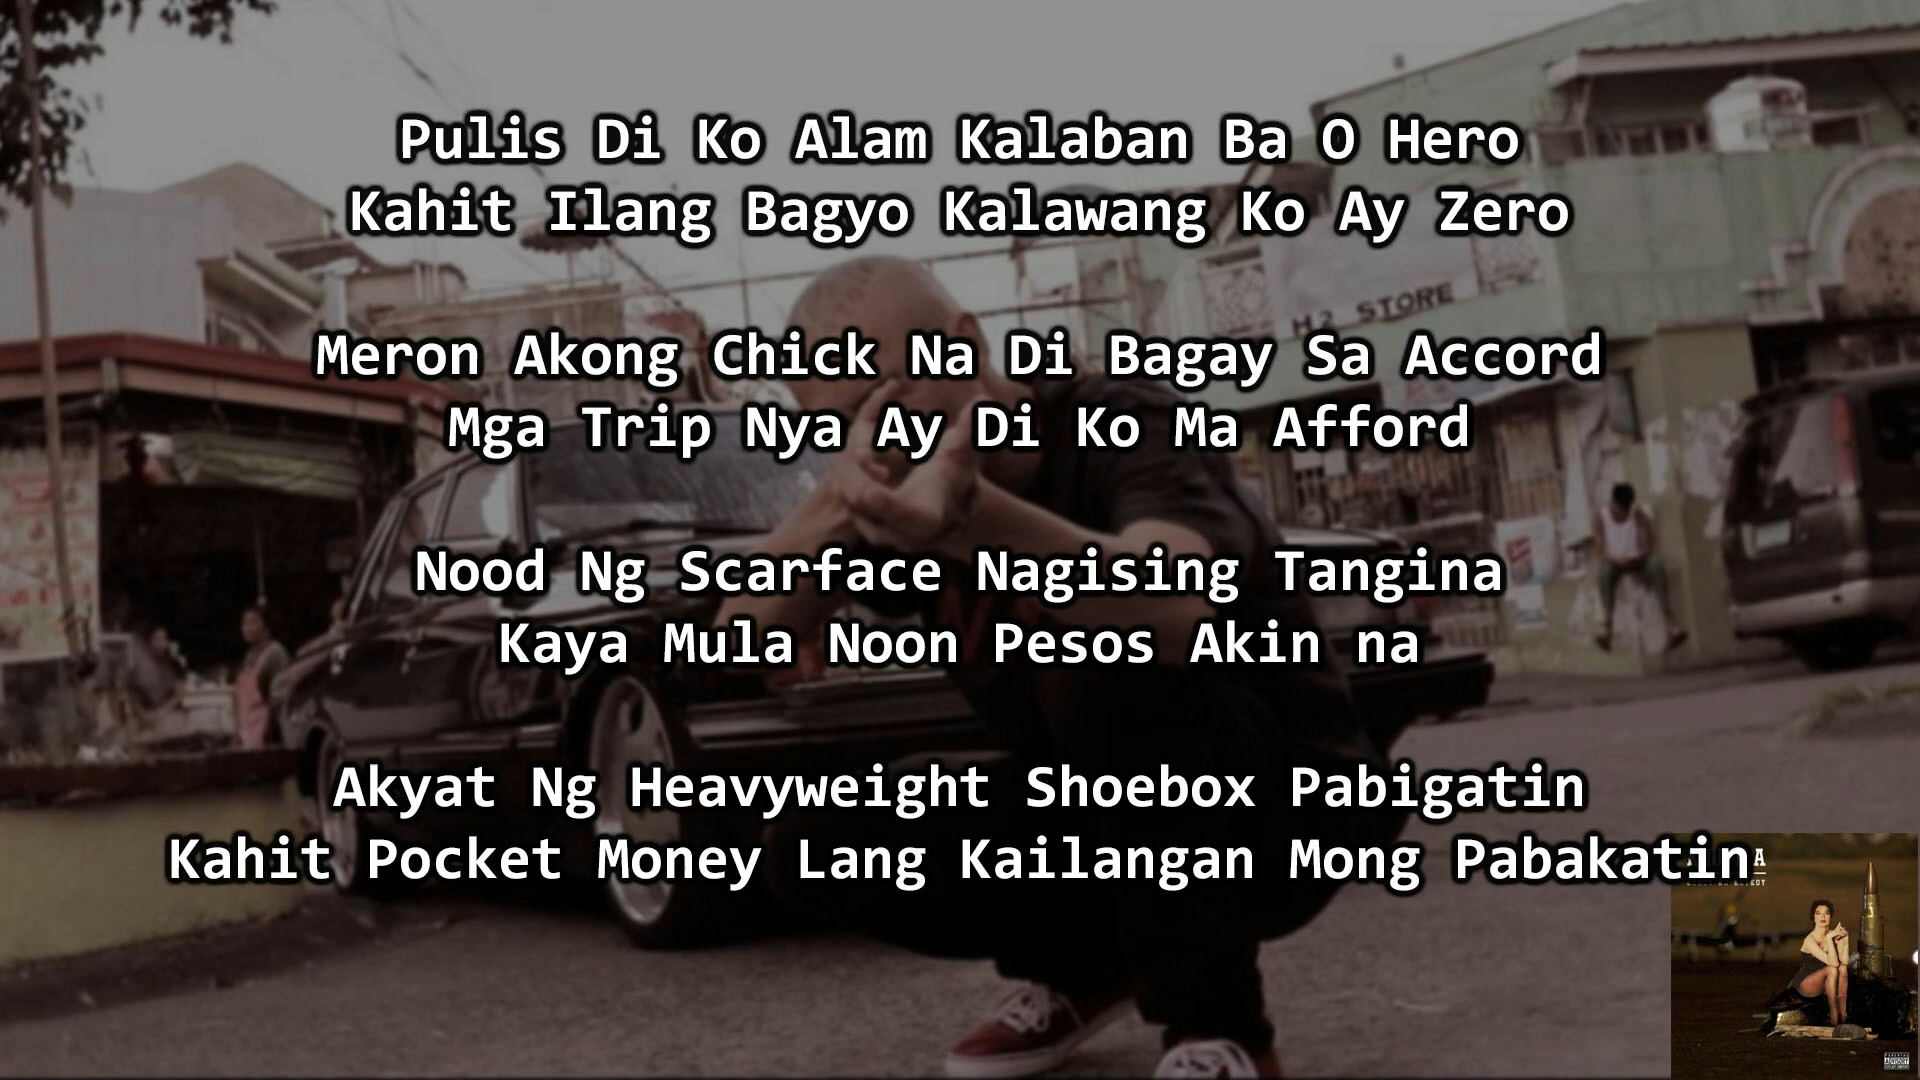 Pulis Di Ko Alam Kalaban Ba O Hero
Kahit Ilang Bagyo Kalawang Ko Ay Zero
H2 STORE
Meron Akong Chick Na Di Bagay Sa Accord
Mga Trip Nya Ay Di Ko Ma Afford
Nood Ng Scarface Nagising Tangina
Kaya Mula Noon Pesos Akin na
Akyat Ng Heavyweight Shoebox Pabigatin
Kahit Pocket Money Lang Kailangan Mong Pabakatin